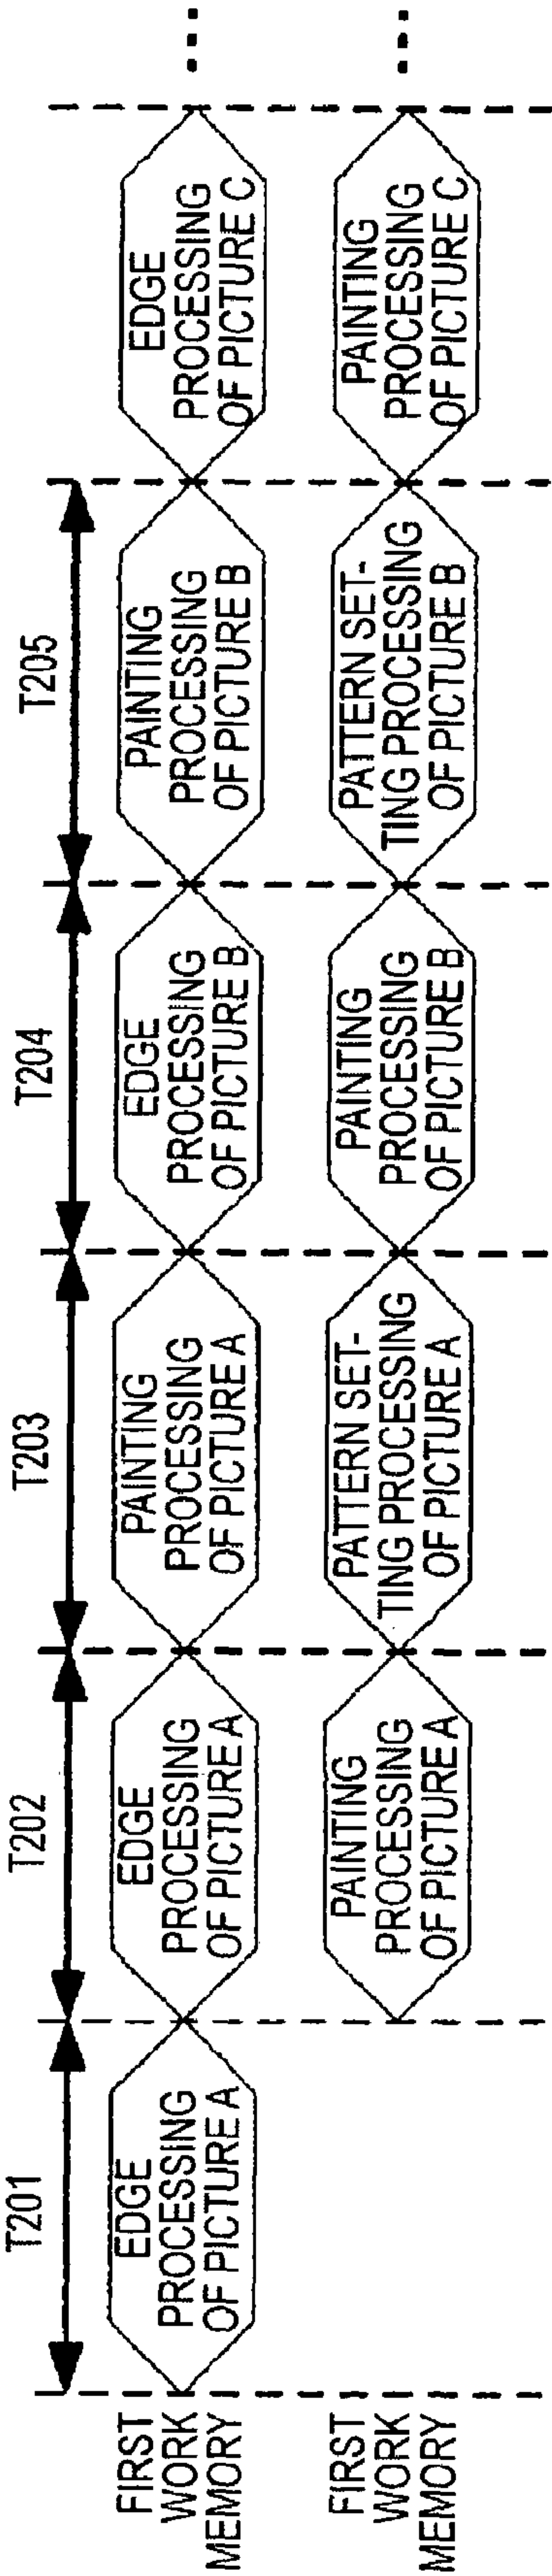 T201
T202
T203
T204
T205
FIRST
WORK
MEMORY
EDGE
PROCESSING
OF PICTURE A
EDGE
PROCESSING
OF PICTURE A
PAINTING
PROCESSING
OF PICTURE A
EDGE
PROCESSING
OF PICTURE B
PAINTING
PROCESSING
OF PICTURE B
EDGE
PROCESSING
OF PICTURE C
FIRST
WORK
MEMORY
PAINTING
PROCESSING
OF PICTURE A
PATTERN SET-
TING PROCESSING
OF PICTURE A
PAINTING
PROCESSING
OF PICTURE B
PATTERN SET-
TING PROCESSING
OF PICTURE B
PAINTING
PROCESSING
OF PICTURE C